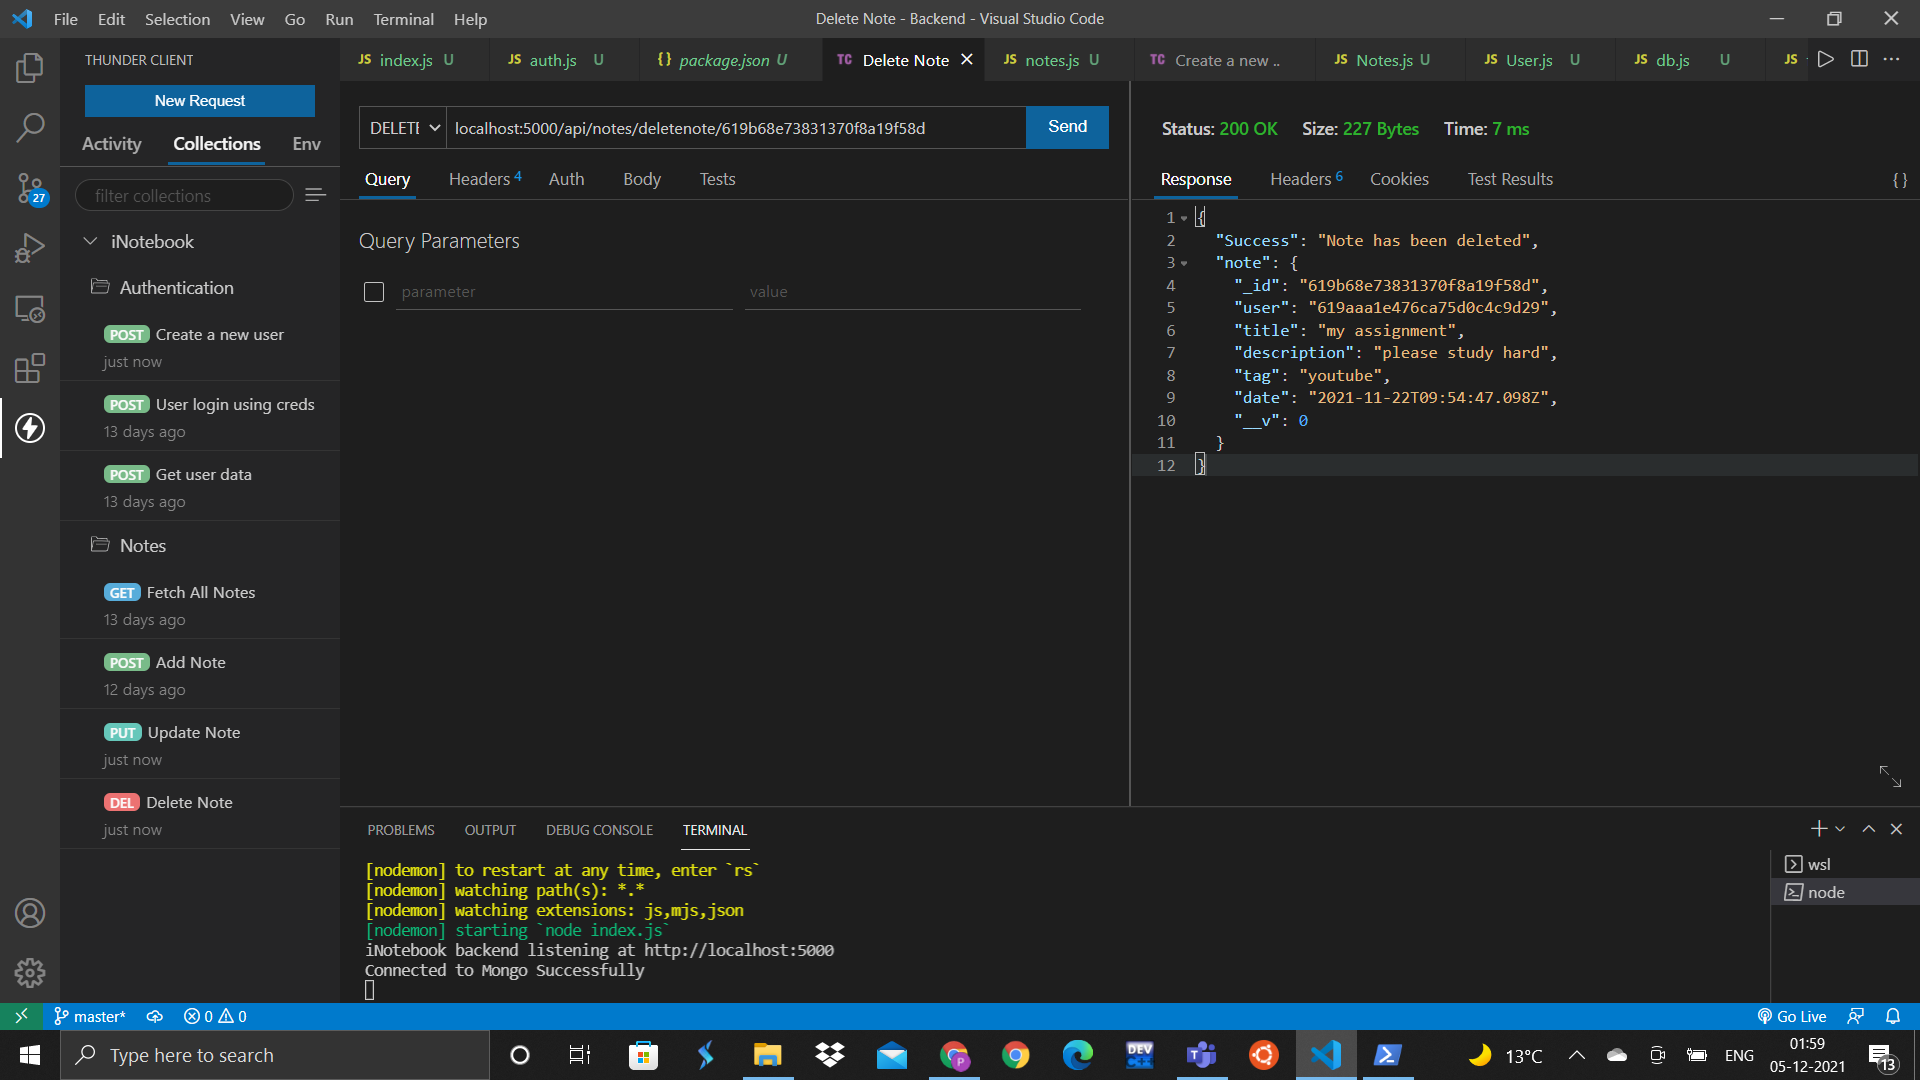 File Edit Selection View Go Run Terminal Help
Delete Note - Backend - Visual Studio Code
THUNDER CLIENT
New Request
Activity Collections Env
filter collections
iNotebook
Authentication
POST Create a new user
just now
POST User login using creds
13 days ago
POST Get user data
13 days ago
Notes
GET Fetch All Notes
13 days ago
POST Add Note
12 days ago
PUT Update Note
just now
DEL Delete Note
just now
27
JS index.js U JS auth.js U {} package.json U TC Delete Note JS notes.js U TC Create a new .. JS Notes.js U JS User.js U JS db.js U JS
DELETE localhost:5000/api/notes/deletenote/619b68e73831370f8a19f58d Send
Query Headers 4 Auth Body Tests
Query Parameters
parameter value
Status: 200 OK Size: 227 Bytes Time: 7 ms
Response Headers 6 Cookies Test Results {}
1 {
2 "Success": "Note has been deleted",
3 "note": {
4 "_id": "619b68e73831370f8a19f58d",
5 "user": "619aaa1e476ca75d0c4c9d29",
6 "title": "my assignment",
7 "description": "please study hard",
8 "tag": "youtube",
9 "date": "2021-11-22T09:54:47.098Z",
10 "__v": 0
11 }
12 }
PROBLEMS OUTPUT DEBUG CONSOLE TERMINAL
[nodemon] to restart at any time, enter `rs`
[nodemon] watching path(s): *.*
[nodemon] watching extensions: js,mjs,json
[nodemon] starting `node index.js`
iNotebook backend listening at http://localhost:5000
Connected to Mongo Successfully
wsl
node
master* 0 0 Go Live
Type here to search
DEV C++
P
13°C
ENG
01:59
05-12-2021
13